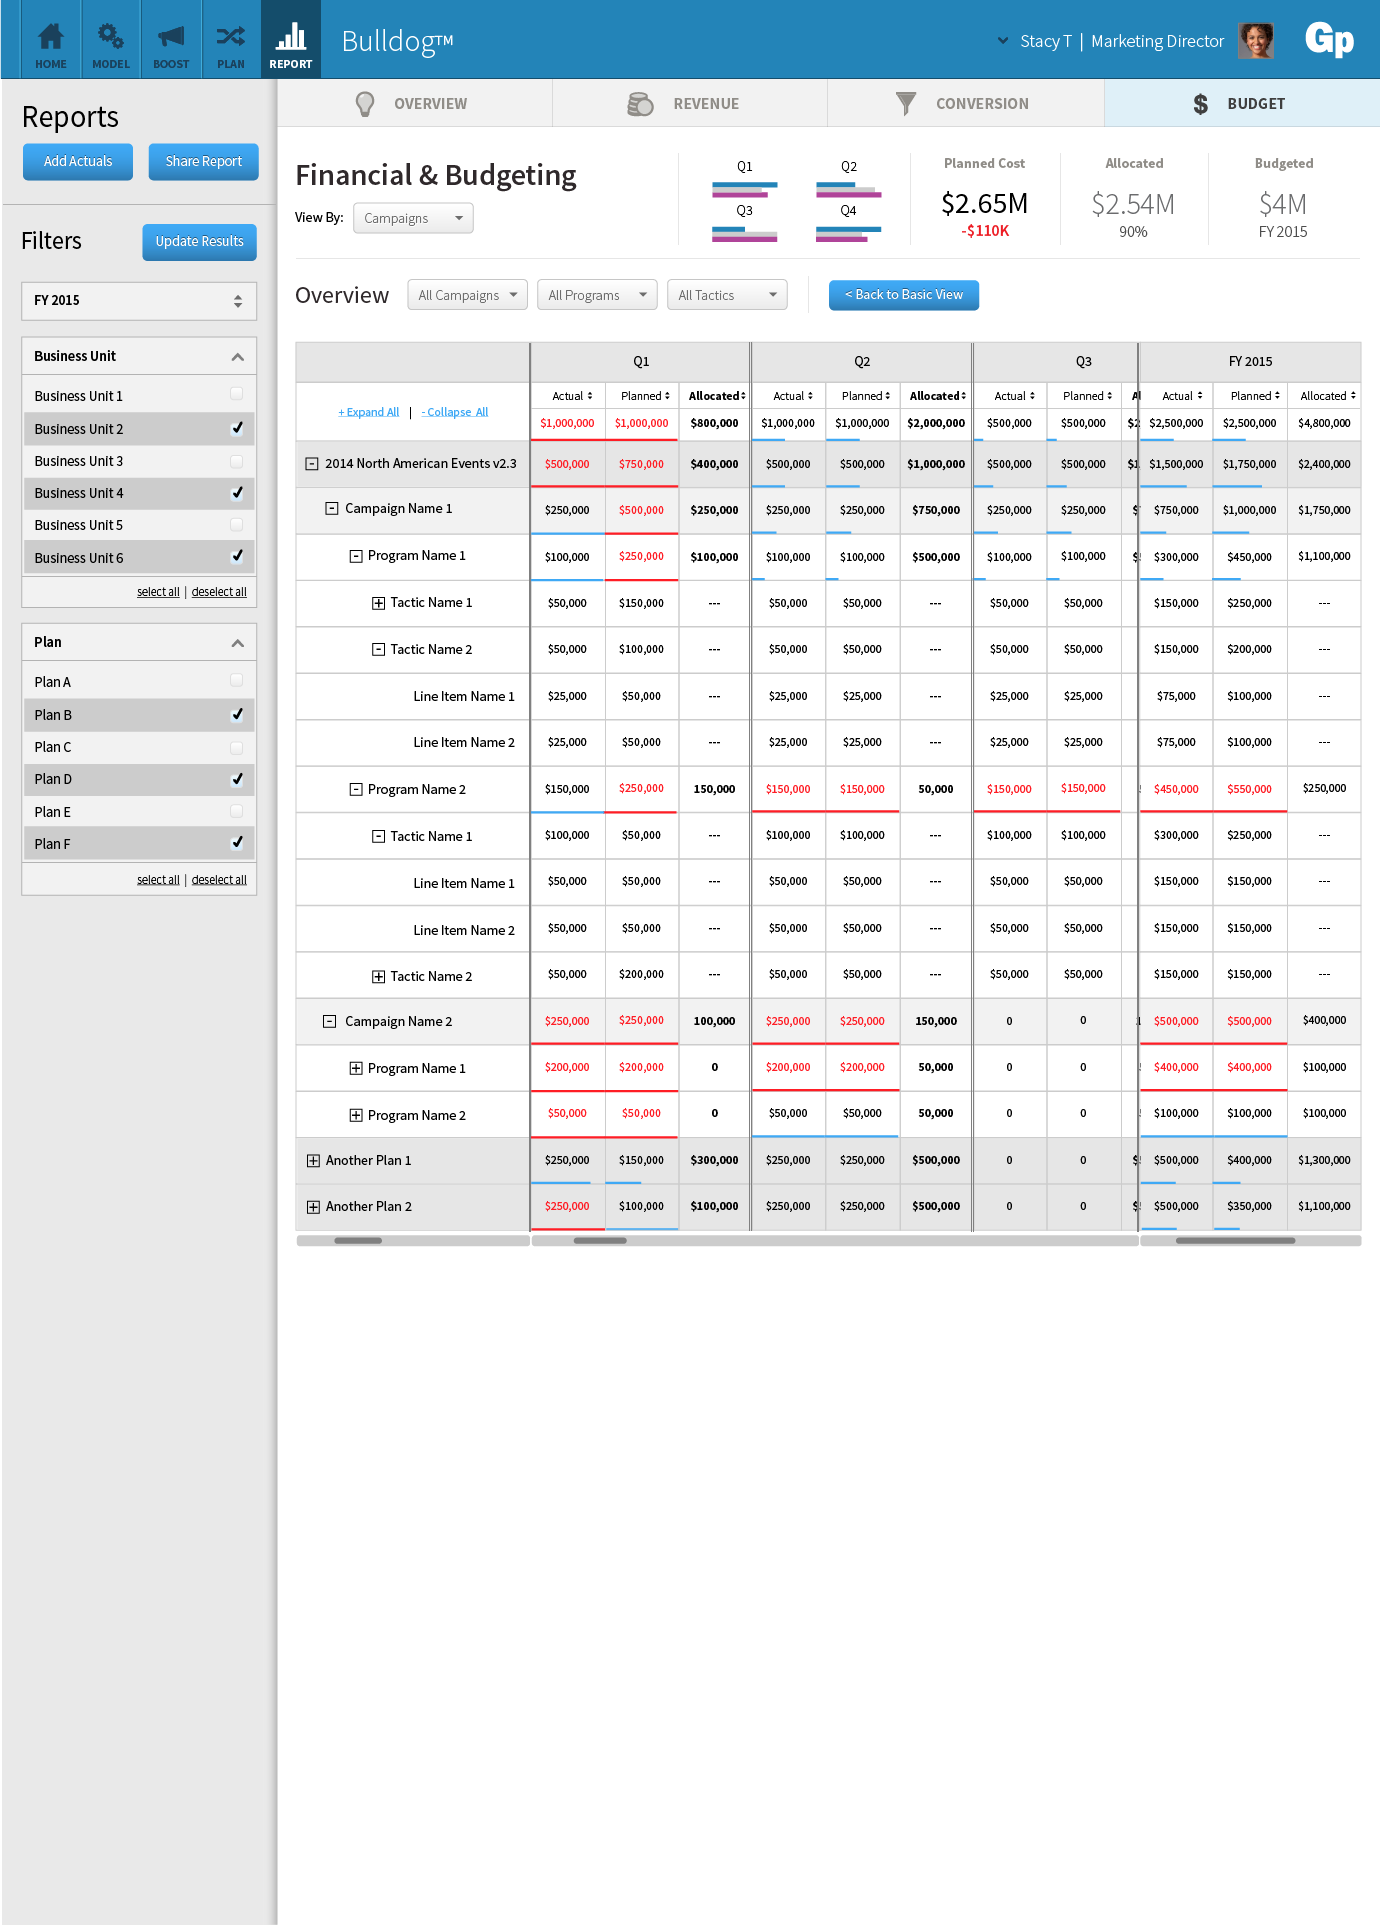 HOME MODEL BOOST PLAN REPORT
Bulldog™
Stacy T | Marketing Director
Gp
Reports
Add Actuals Share Report
Filters
Update Results
FY 2015
Business Unit
Business Unit 1
Business Unit 2
Business Unit 3
Business Unit 4
Business Unit 5
Business Unit 6
select all | deselect all
Plan
Plan A
Plan B
Plan C
Plan D
Plan E
Plan F
select all | deselect all
OVERVIEW REVENUE CONVERSION $ BUDGET
Financial & Budgeting
View By: Campaigns
Q1 Q2
Q3 Q4
Planned Cost
$2.65M
-$110K
Allocated
$2.54M
90%
Budgeted
$4M
FY 2015
Overview All Campaigns All Programs All Tactics < Back to Basic View
Q1 Q2 Q3 FY 2015
+ Expand All | - Collapse All
Actual Planned Allocated Actual Planned Allocated Actual Planned Actual Planned Allocated
$1,000,000 $1,000,000 $800,000 $1,000,000 $1,000,000 $2,000,000 $500,000 $500,000 $2,500,000 $2,500,000 $4,800,000
2014 North American Events v2.3 $500,000 $750,000 $400,000 $500,000 $500,000 $1,000,000 $500,000 $500,000 $1,500,000 $1,750,000 $2,400,000
Campaign Name 1 $250,000 $500,000 $250,000 $250,000 $250,000 $750,000 $250,000 $250,000 $750,000 $1,000,000 $1,750,000
Program Name 1 $100,000 $250,000 $100,000 $100,000 $100,000 $500,000 $100,000 $100,000 $300,000 $450,000 $1,100,000
Tactic Name 1 $50,000 $150,000 --- $50,000 $50,000 --- $50,000 $50,000 $150,000 $250,000 ---
Tactic Name 2 $50,000 $100,000 --- $50,000 $50,000 --- $50,000 $50,000 $150,000 $200,000 ---
Line Item Name 1 $25,000 $50,000 --- $25,000 $25,000 --- $25,000 $25,000 $75,000 $100,000 ---
Line Item Name 2 $25,000 $50,000 --- $25,000 $25,000 --- $25,000 $25,000 $75,000 $100,000 ---
Program Name 2 $150,000 $250,000 150,000 $150,000 $150,000 50,000 $150,000 $150,000 $450,000 $550,000 $250,000
Tactic Name 1 $100,000 $50,000 --- $100,000 $100,000 --- $100,000 $100,000 $300,000 $250,000 ---
Line Item Name 1 $50,000 $50,000 --- $50,000 $50,000 --- $50,000 $50,000 $150,000 $150,000 ---
Line Item Name 2 $50,000 $50,000 --- $50,000 $50,000 --- $50,000 $50,000 $150,000 $150,000 ---
Tactic Name 2 $50,000 $200,000 --- $50,000 $50,000 --- $50,000 $50,000 $150,000 $150,000 ---
Campaign Name 2 $250,000 $250,000 100,000 $250,000 $250,000 150,000 0 0 $500,000 $500,000 $400,000
Program Name 1 $200,000 $200,000 0 $200,000 $200,000 50,000 0 0 $400,000 $400,000 $100,000
Program Name 2 $50,000 $50,000 0 $50,000 $50,000 50,000 0 0 $100,000 $100,000 $100,000
Another Plan 1 $250,000 $150,000 $300,000 $250,000 $250,000 $500,000 0 0 $500,000 $400,000 $1,300,000
Another Plan 2 $250,000 $100,000 $100,000 $250,000 $250,000 $500,000 0 0 $500,000 $350,000 $1,100,000